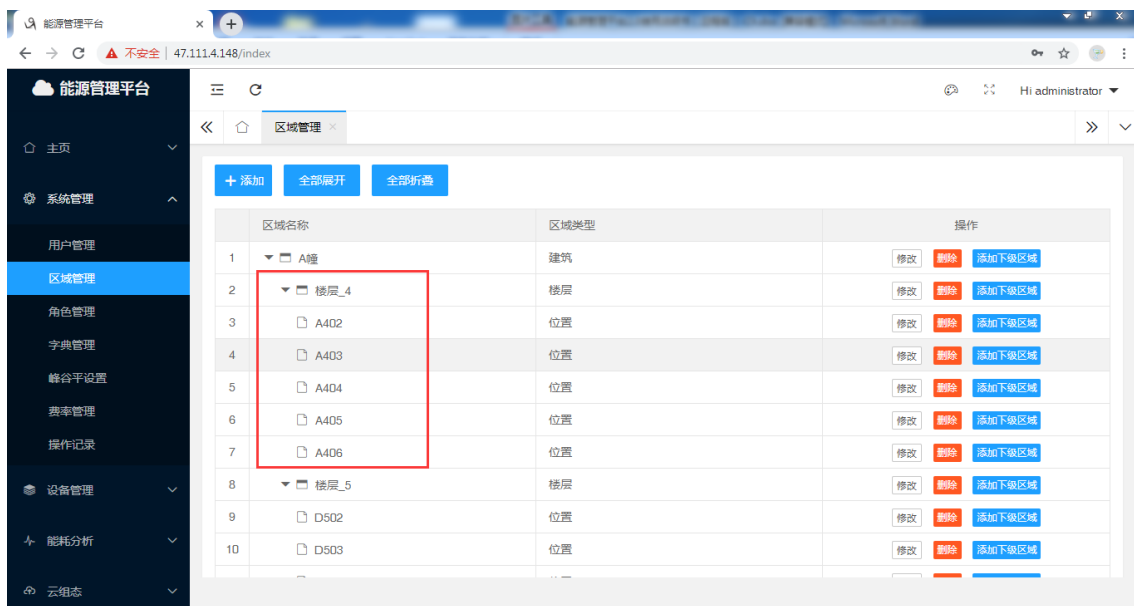 能源管理平台
不安全 | 47.111.4.148/index
能源管理平台
Hi administrator
区域管理
主页
系统管理
用户管理
区域管理
角色管理
字典管理
峰谷平设置
费率管理
操作记录
设备管理
能耗分析
云组态
+ 添加 全部展开 全部折叠
区域名称 区域类型 操作
1 A幢 建筑 修改 删除 添加下级区域
2 楼层_4 楼层 修改 删除 添加下级区域
3 A402 位置 修改 删除 添加下级区域
4 A403 位置 修改 删除 添加下级区域
5 A404 位置 修改 删除 添加下级区域
6 A405 位置 修改 删除 添加下级区域
7 A406 位置 修改 删除 添加下级区域
8 楼层_5 楼层 修改 删除 添加下级区域
9 D502 位置 修改 删除 添加下级区域
10 D503 位置 修改 删除 添加下级区域